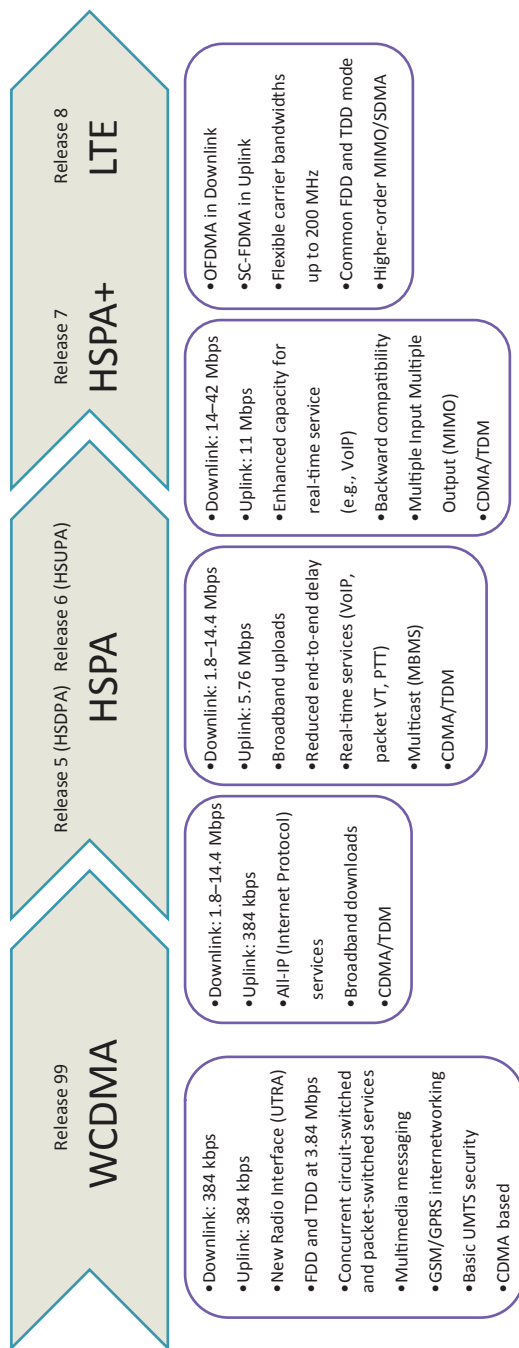 Release 99
WCDMA
Release 5 (HSDPA)   Release 6 (HSUPA)
HSPA
Release 7
HSPA+
Release 8
LTE
•Downlink: 384 kbps
•Uplink: 384 kbps
•New Radio Interface (UTRA)
•FDD and TDD at 3.84 Mbps
•Concurrent circuit-switched
and packet-switched services
•Multimedia messaging
•GSM/GPRS internetworking
•Basic UMTS security
•CDMA based
•Downlink: 1.8–14.4 Mbps
•Uplink: 384 kbps
•All-IP (Internet Protocol)
services
•Broadband downloads
•CDMA/TDM
•Downlink: 1.8–14.4 Mbps
•Uplink: 5.76 Mbps
•Broadband uploads
•Reduced end-to-end delay
•Real-time services (VoIP,
packet VT, PTT)
•Multicast (MBMS)
•CDMA/TDM
•Downlink: 14–42 Mbps
•Uplink: 11 Mbps
•Enhanced capacity for
real-time service
(e.g., VoIP)
•Backward compatibility
•Multiple Input Multiple
Output (MIMO)
•CDMA/TDM
•OFDMA in Downlink
•SC-FDMA in Uplink
•Flexible carrier bandwidths
up to 200 MHz
•Common FDD and TDD mode
•Higher-order MIMO/SDMA